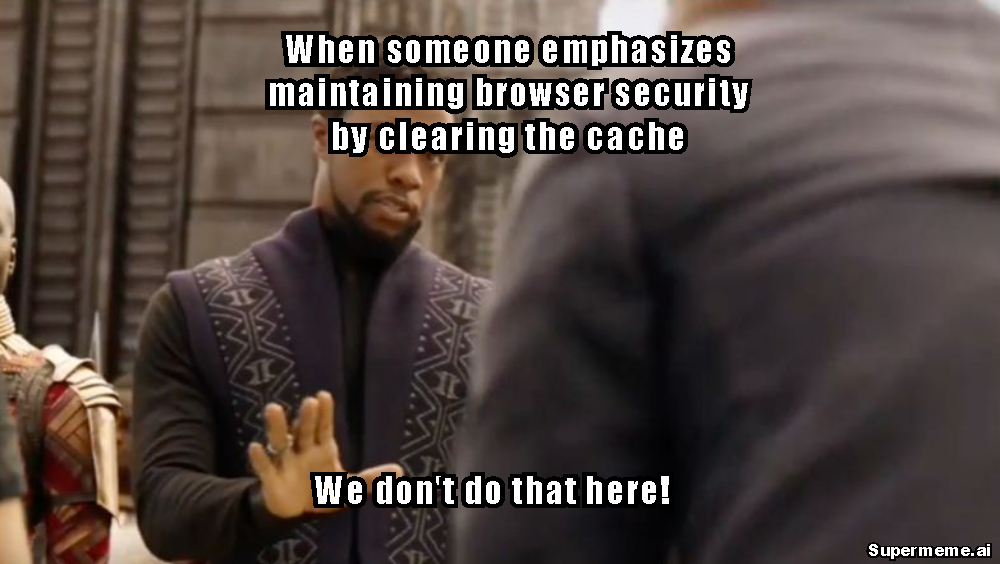 When someone emphasizes
maintaining browser security
by clearing the cache
We don't do that here!
Supermeme.ai